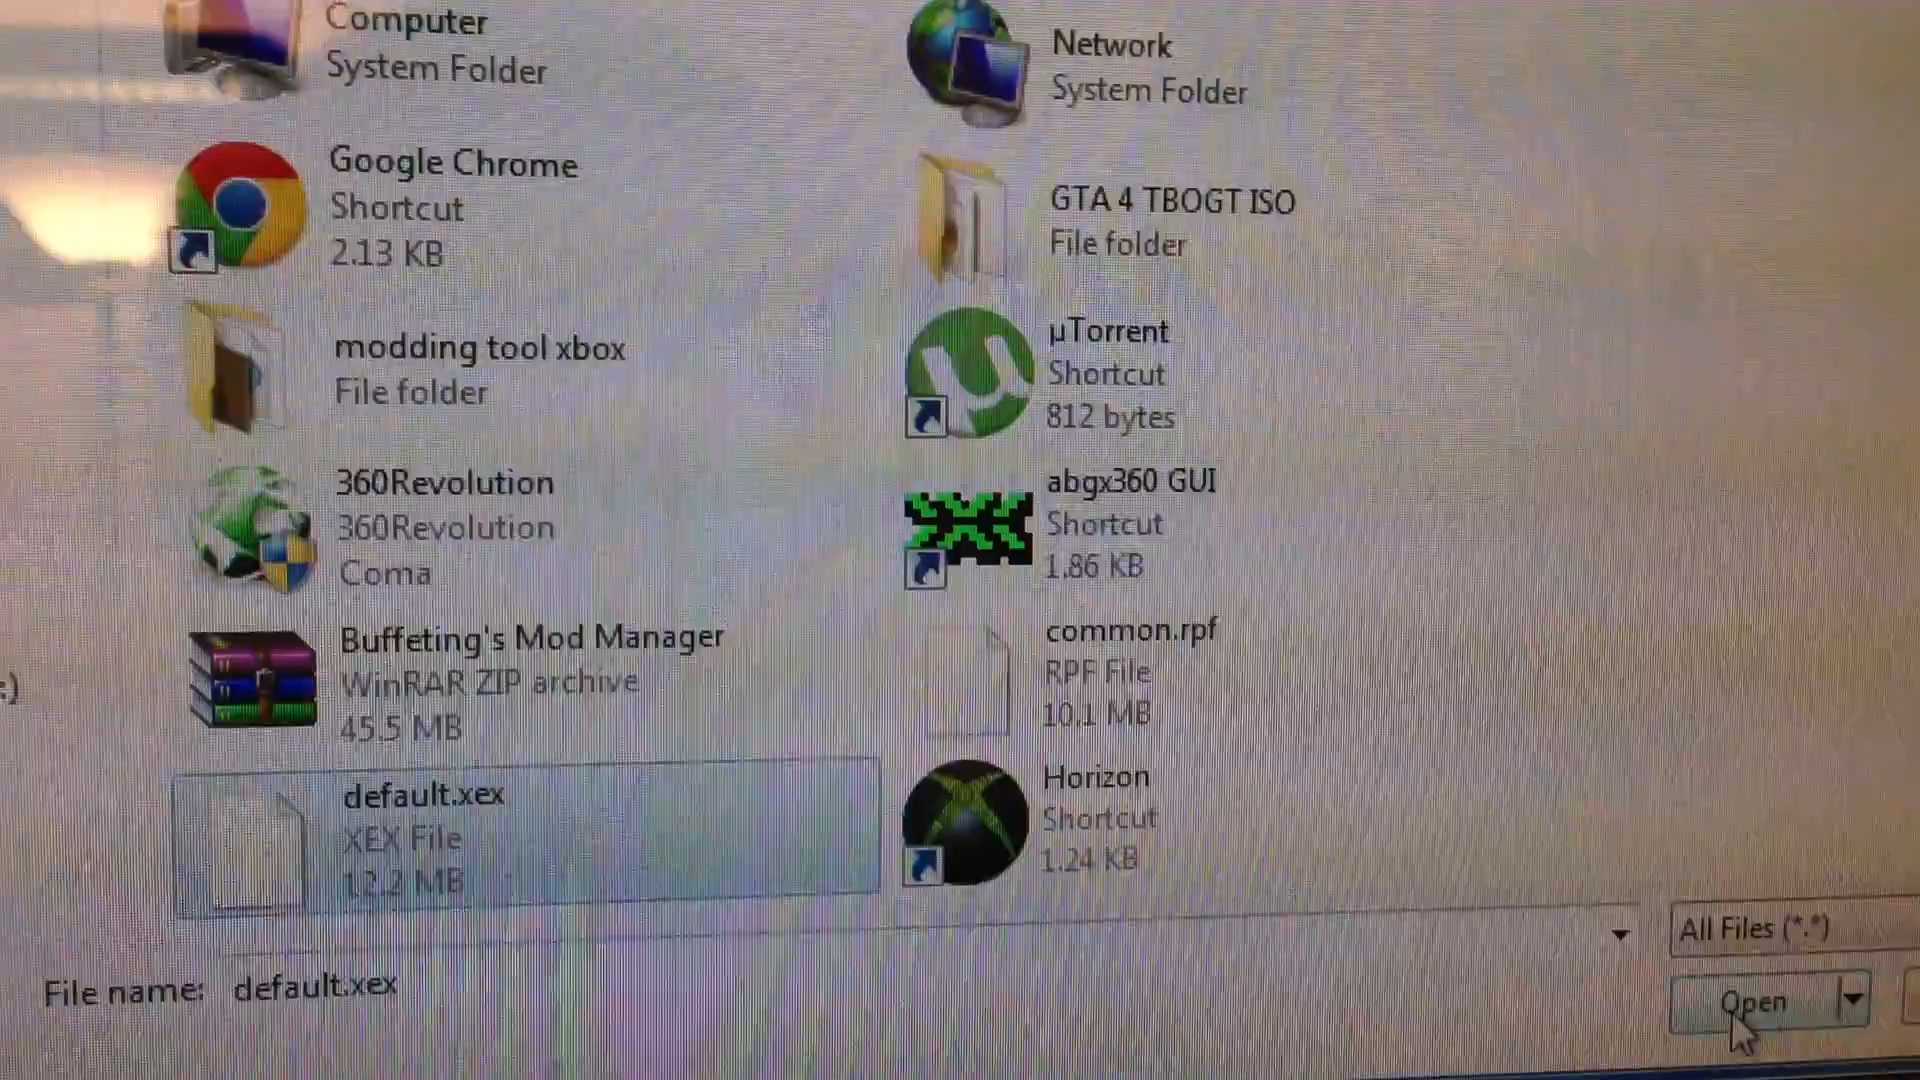 Computer
System Folder
Network
System Folder
Google Chrome
Shortcut
2.13 KB
GTA 4 TBOGT ISO
File folder
modding tool xbox
File folder
µTorrent
Shortcut
812 bytes
360Revolution
360Revolution
Coma
abgx360 GUI
Shortcut
1.86 KB
Buffeting's Mod Manager
WinRAR ZIP archive
45.5 MB
common.rpf
RPF File
10.1 MB
default.xex
XEX File
12.2 MB
Horizon
Shortcut
1.24 KB
:)
File name: default.xex
All Files (*.*)
Open